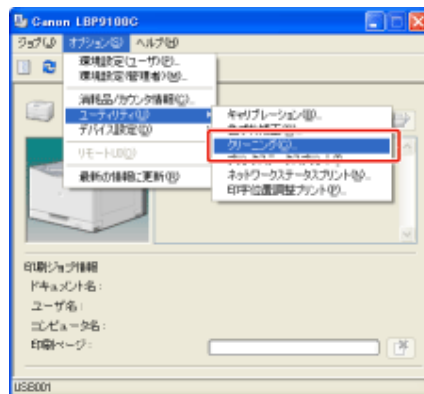 Canon LBP9100C
ジョブ(J) オプション(S) ヘルプ(H)
環境設定(ユーザ)(E)...
環境設定(管理者)(M)...
消耗品/カウンタ情報(C)...
ユーティリティ(U)
デバイス設定(D)
リモートUI(Q)
最新の情報に更新(R)
キャリブレーション(B)...
クリーニング(C)...
ネットワークステータスプリント(N)...
印字位置調整プリント(P)...
印刷ジョブ情報
ドキュメント名:
ユーザ名:
コンピュータ名:
印刷ページ:
USB001